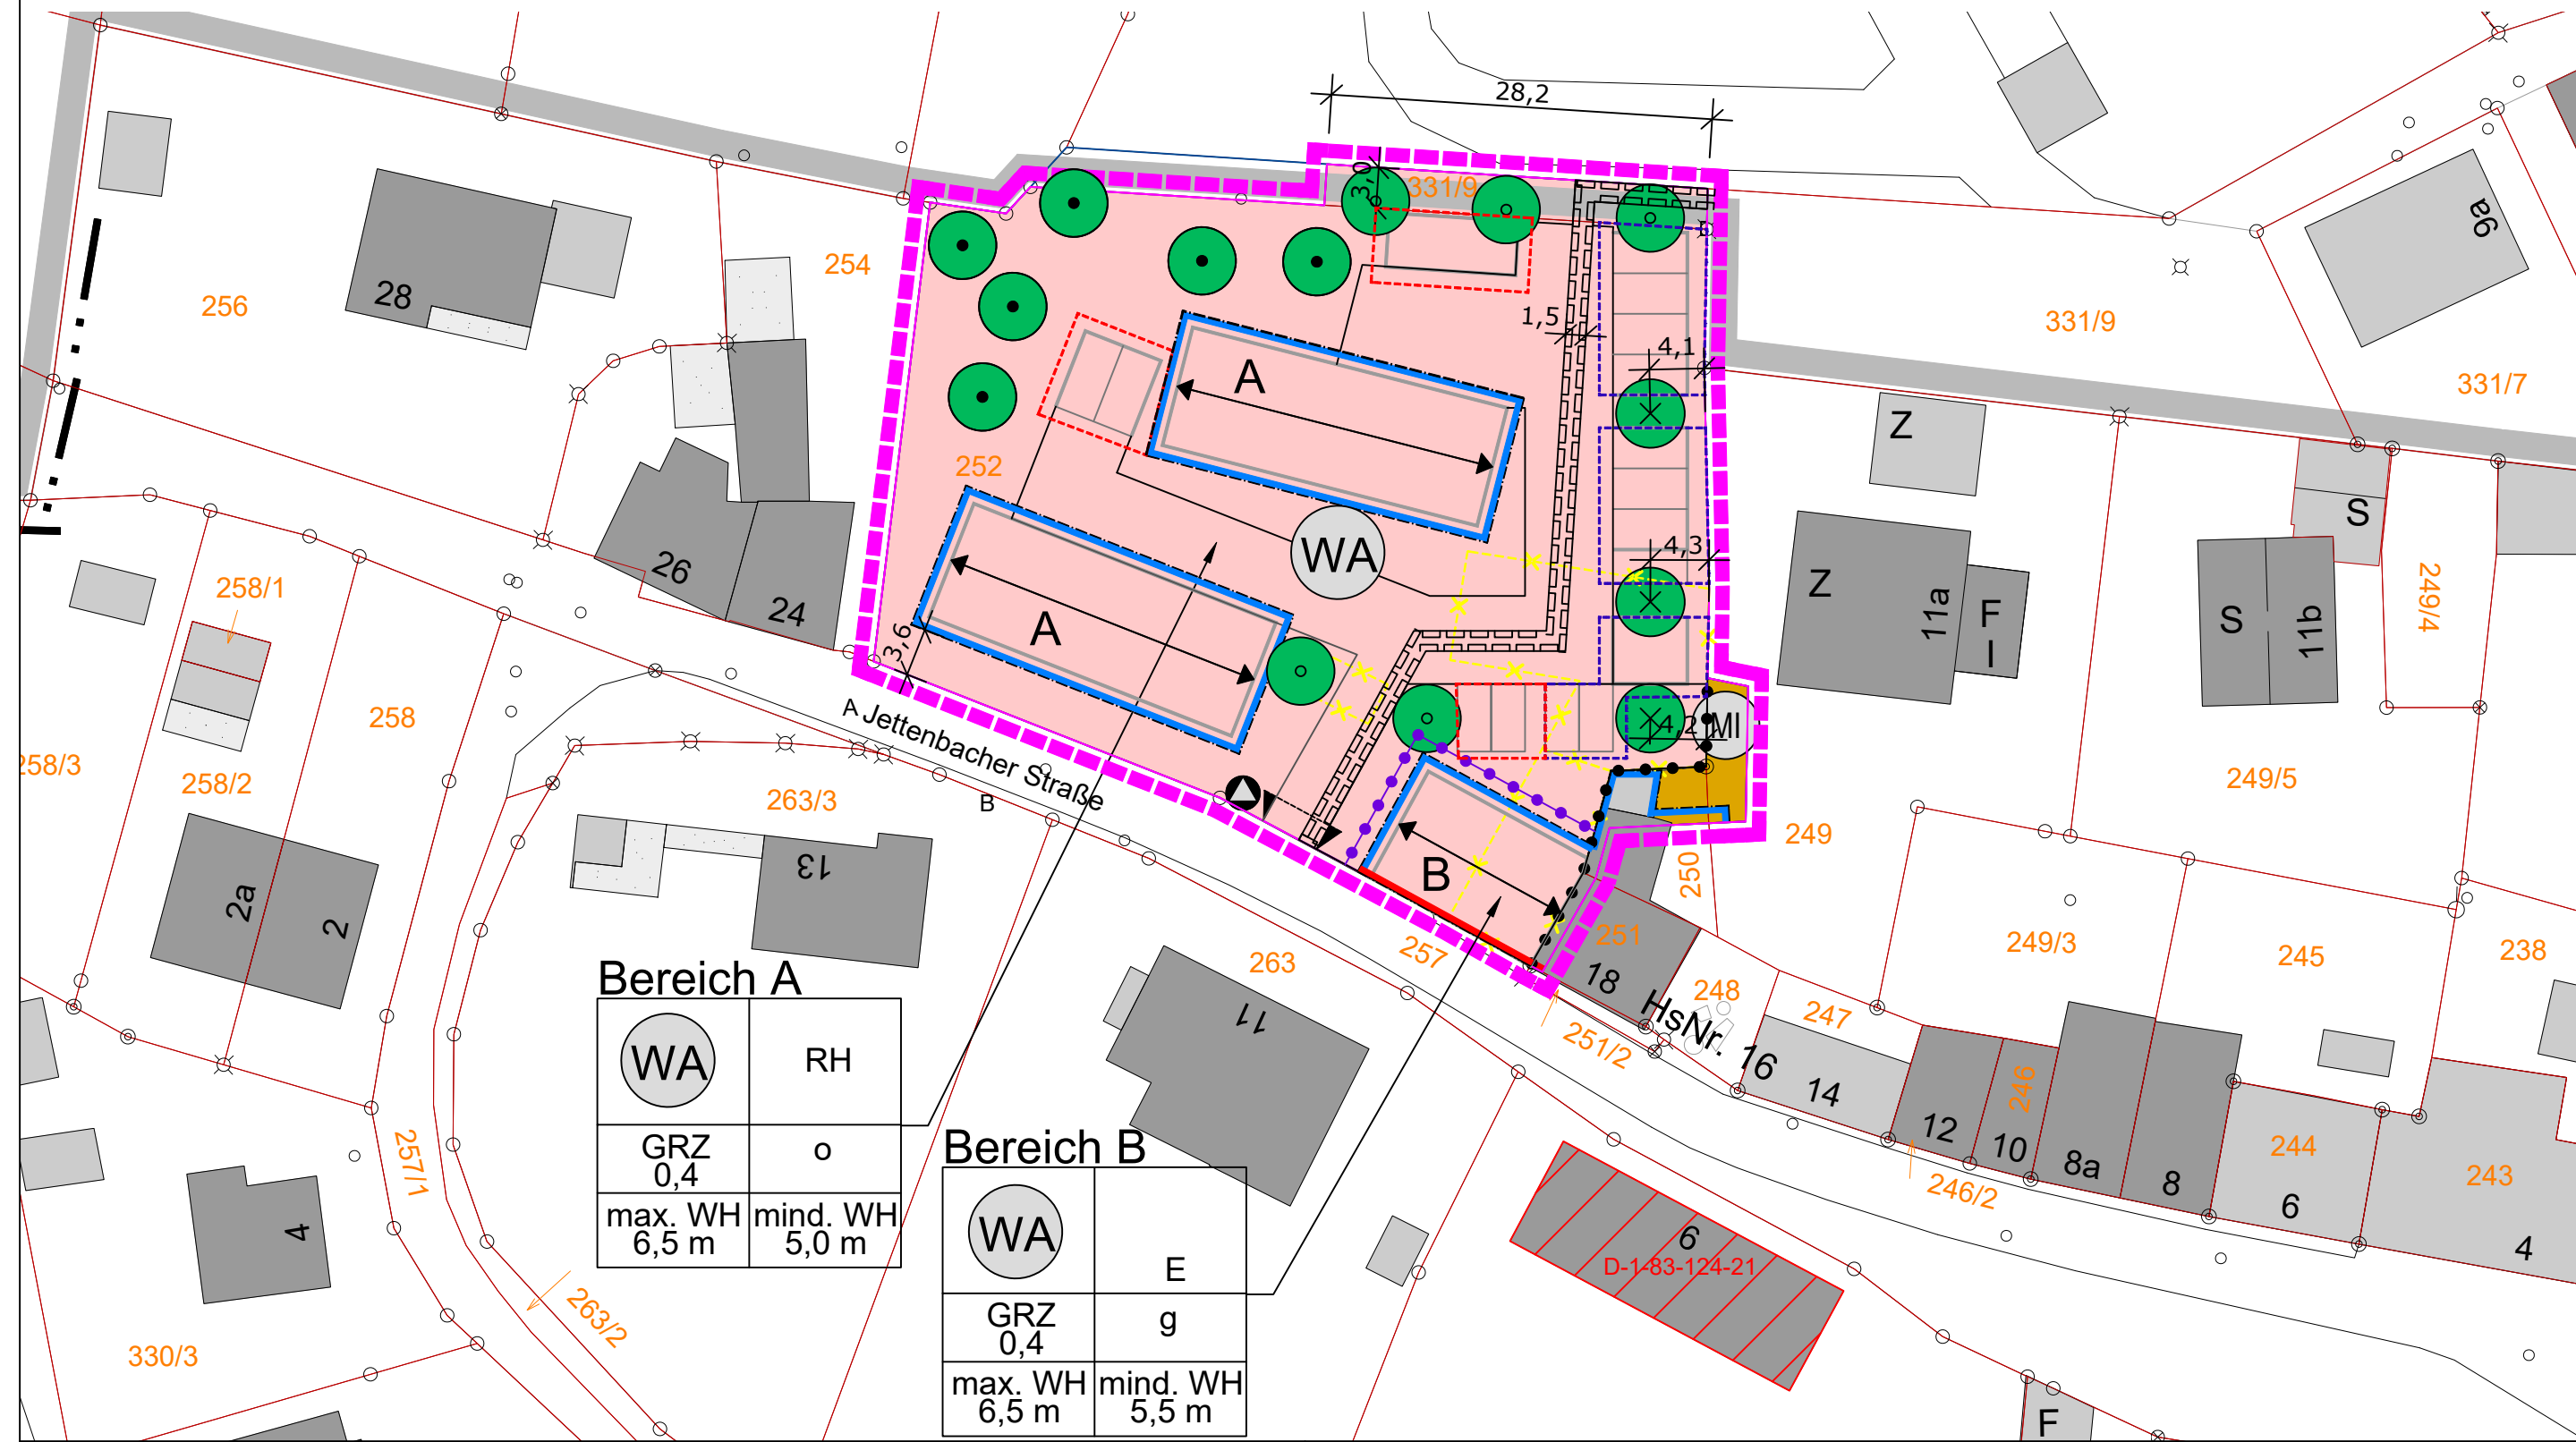 28,2
3,0
331/9
9a
254
28
256
331/9
1,5
4,1
331/7
A
Z
252
WA
S
4,3
26
258/1
24
Z
11a
F
I
S
11b
249/4
A
3,6
258
4,2
MI
258/3
258/2
A Jettenbacher Straße
B
263/3
249/5
249
13
B
250
2a
2
251
257
263
18
249/3
245
238
Bereich A
WA
RH
GRZ
0,4
o
max. WH
6,5 m
mind. WH
5,0 m
11
248
247
HsNr. 16
251/2
14
12
246
10
8a
8
244
6
243
4
246/2
257/1
4
Bereich B
WA
E
GRZ
0,4
g
max. WH
6,5 m
mind. WH
5,5 m
6
D-1-83-124-21
263/2
330/3
F